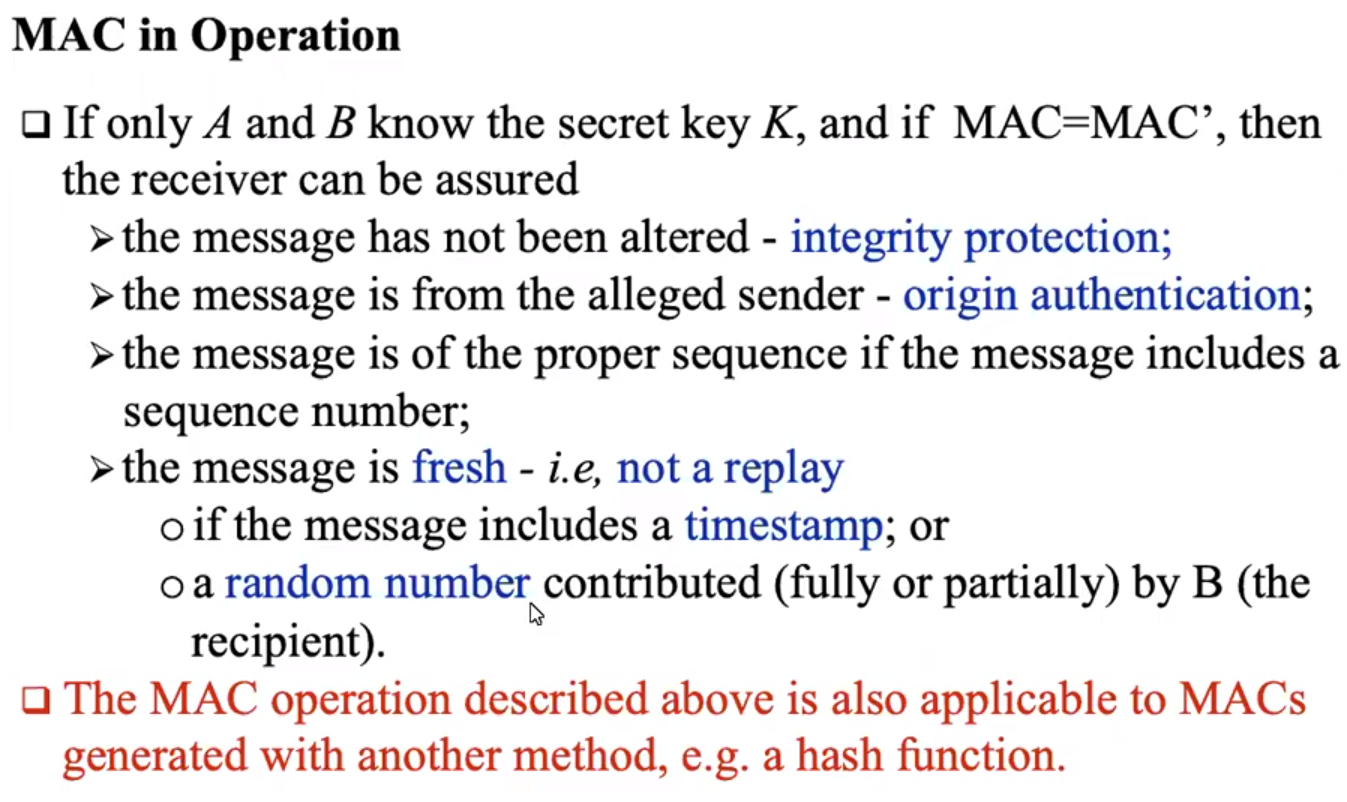 MAC in Operation
❑ If only A and B know the secret key K, and if MAC=MAC’, then
the receiver can be assured
➢ the message has not been altered - integrity protection;
➢ the message is from the alleged sender - origin authentication;
➢ the message is of the proper sequence if the message includes a
sequence number;
➢ the message is fresh - i.e, not a replay
o if the message includes a timestamp; or
o a random number contributed (fully or partially) by B (the
recipient).
❑ The MAC operation described above is also applicable to MACs
generated with another method, e.g. a hash function.